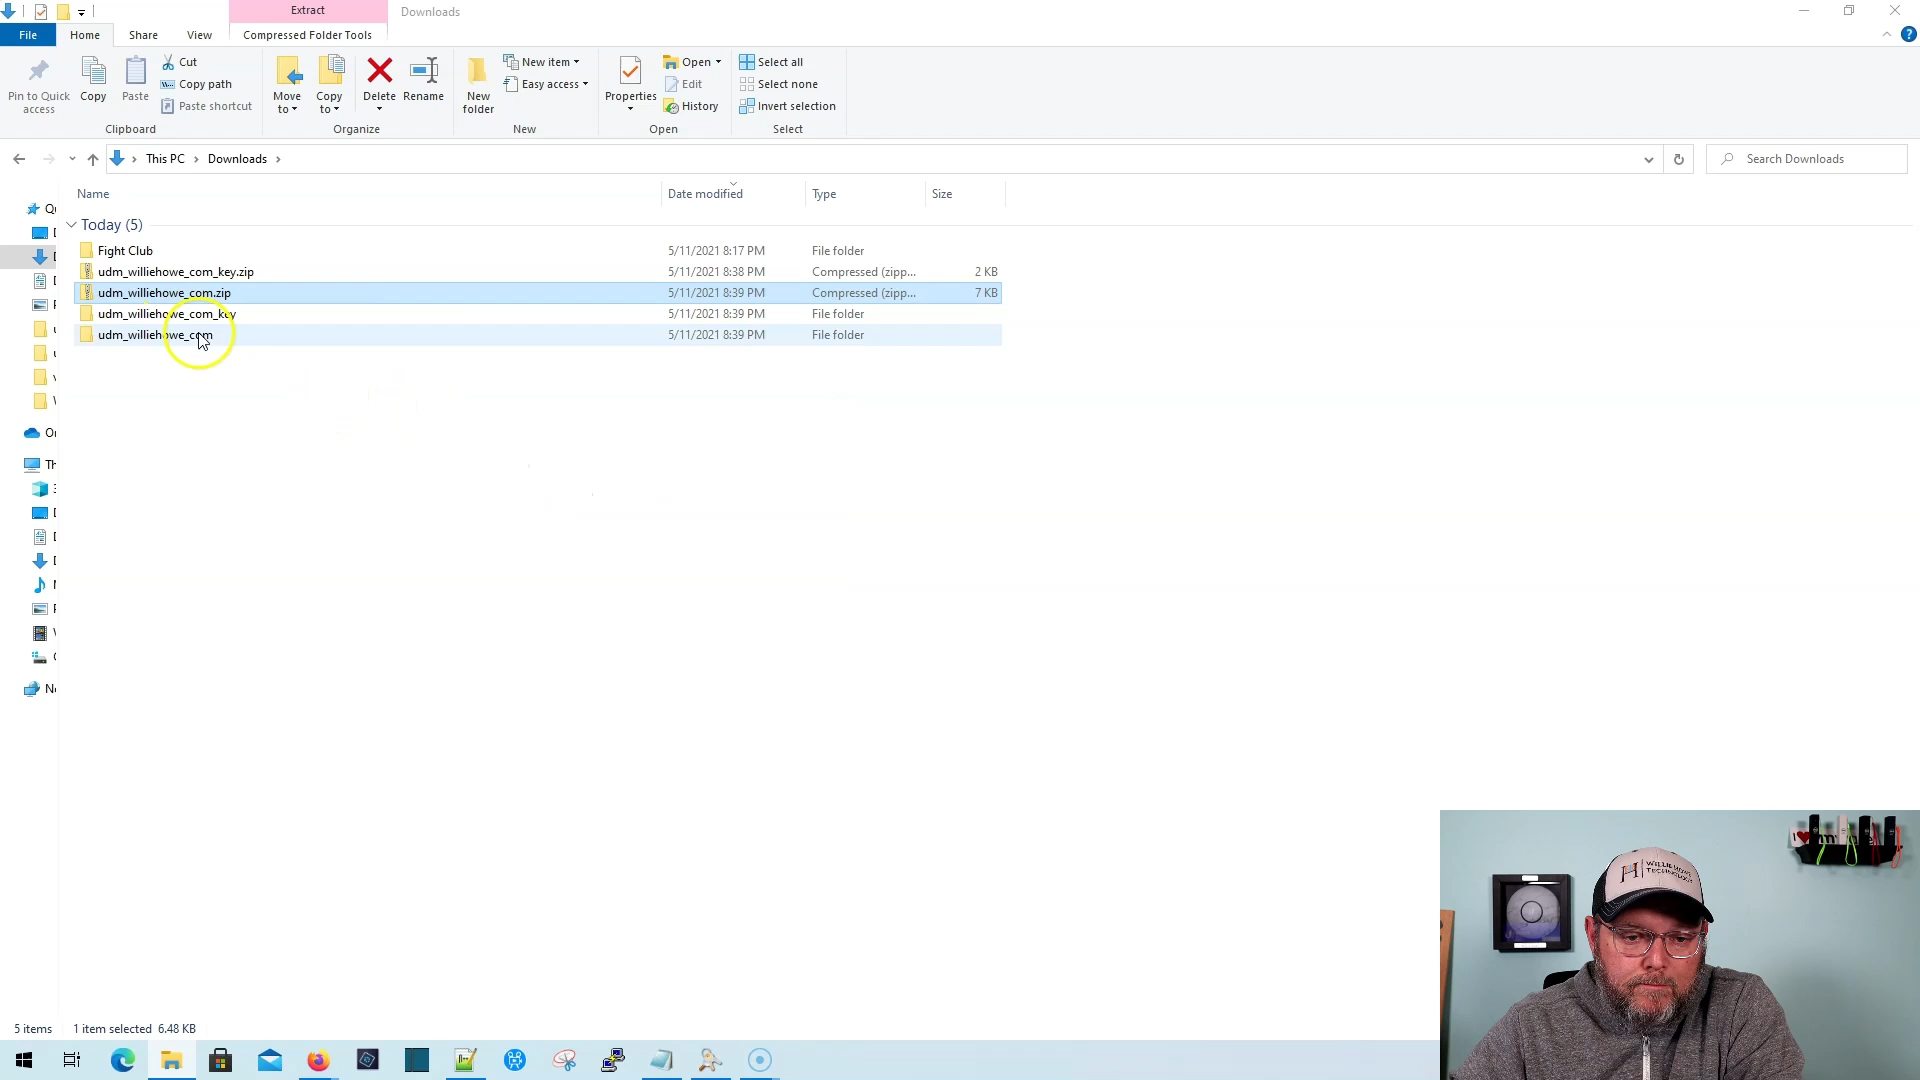 Extract
Downloads
File
Home
Share
View
Compressed Folder Tools
Pin to Quick access
Copy
Paste
Cut
Copy path
Paste shortcut
Clipboard
Move to
Copy to
Delete
Rename
Organize
New folder
New item
Easy access
New
Properties
Open
Edit
History
Open
Select all
Select none
Invert selection
Select
This PC
Downloads
Search Downloads
Name
Date modified
Type
Size
Today (5)
Fight Club 5/11/2021 8:17 PM File folder
udm_williehowe_com_key.zip 5/11/2021 8:38 PM Compressed (zipp... 2 KB
udm_williehowe_com.zip 5/11/2021 8:39 PM Compressed (zipp... 7 KB
udm_williehowe_com_key 5/11/2021 8:39 PM File folder
udm_williehowe_com 5/11/2021 8:39 PM File folder
WILLIEHOWE
TECHNOLOGY
5 items 1 item selected 6.48 KB